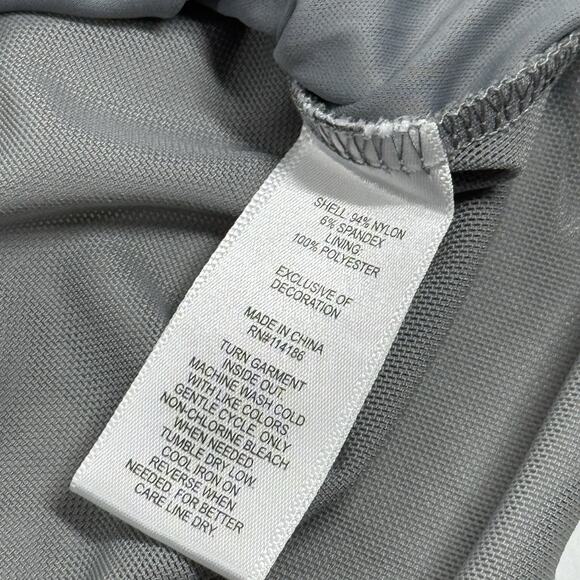 SHELL: 94% NYLON
6% SPANDEX
LINING:
100% POLYESTER
EXCLUSIVE OF
DECORATION
MADE IN CHINA
RN#114186
TURN GARMENT
INSIDE OUT.
MACHINE WASH COLD
WITH LIKE COLORS.
GENTLE CYCLE. ONLY
NON-CHLORINE BLEACH
WHEN NEEDED.
TUMBLE DRY LOW.
COOL IRON ON
REVERSE WHEN
NEEDED. FOR BETTER
CARE LINE DRY.